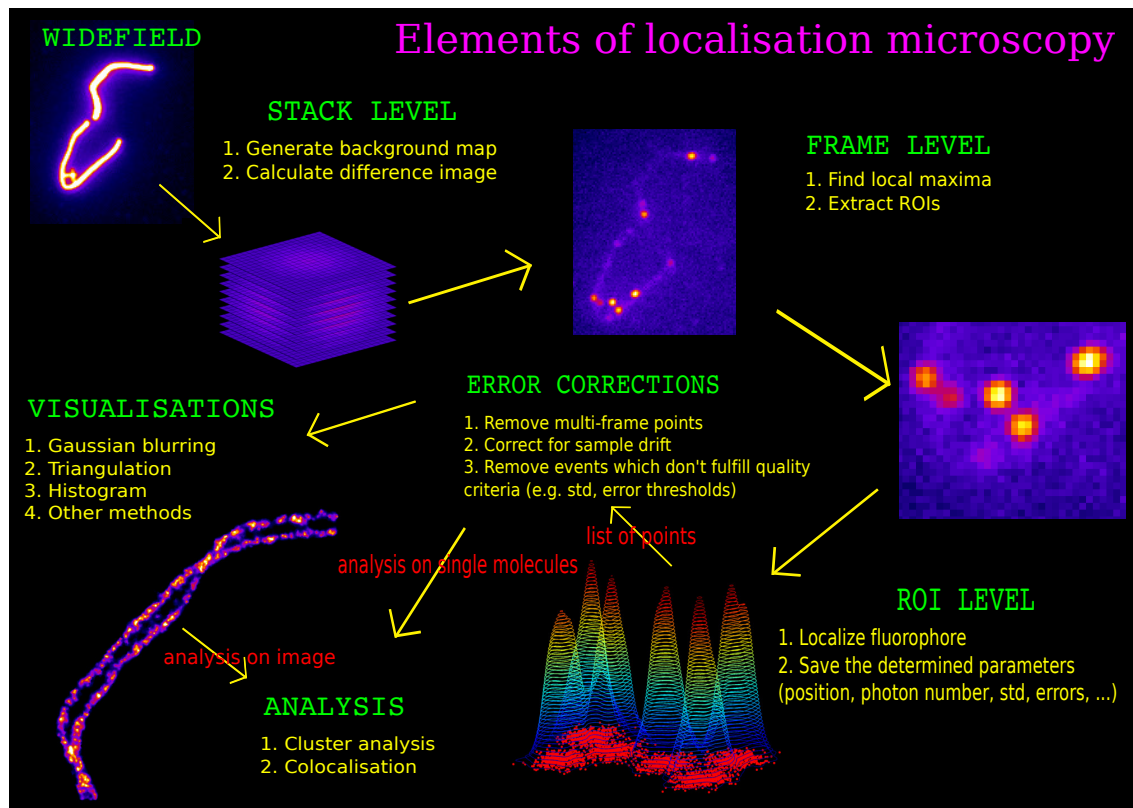 WIDEFIELD
Elements of localisation microscopy
STACK LEVEL
1. Generate background map
2. Calculate difference image
FRAME LEVEL
1. Find local maxima
2. Extract ROIs
ERROR CORRECTIONS
1. Remove multi-frame points
2. Correct for sample drift
3. Remove events which don't fulfill quality
criteria (e.g. std, error thresholds)
VISUALISATIONS
1. Gaussian blurring
2. Triangulation
3. Histogram
4. Other methods
list of points
analysis on single molecules
ROI LEVEL
1. Localize fluorophore
2. Save the determined parameters
(position, photon number, std, errors, ...)
analysis on image
ANALYSIS
1. Cluster analysis
2. Colocalisation